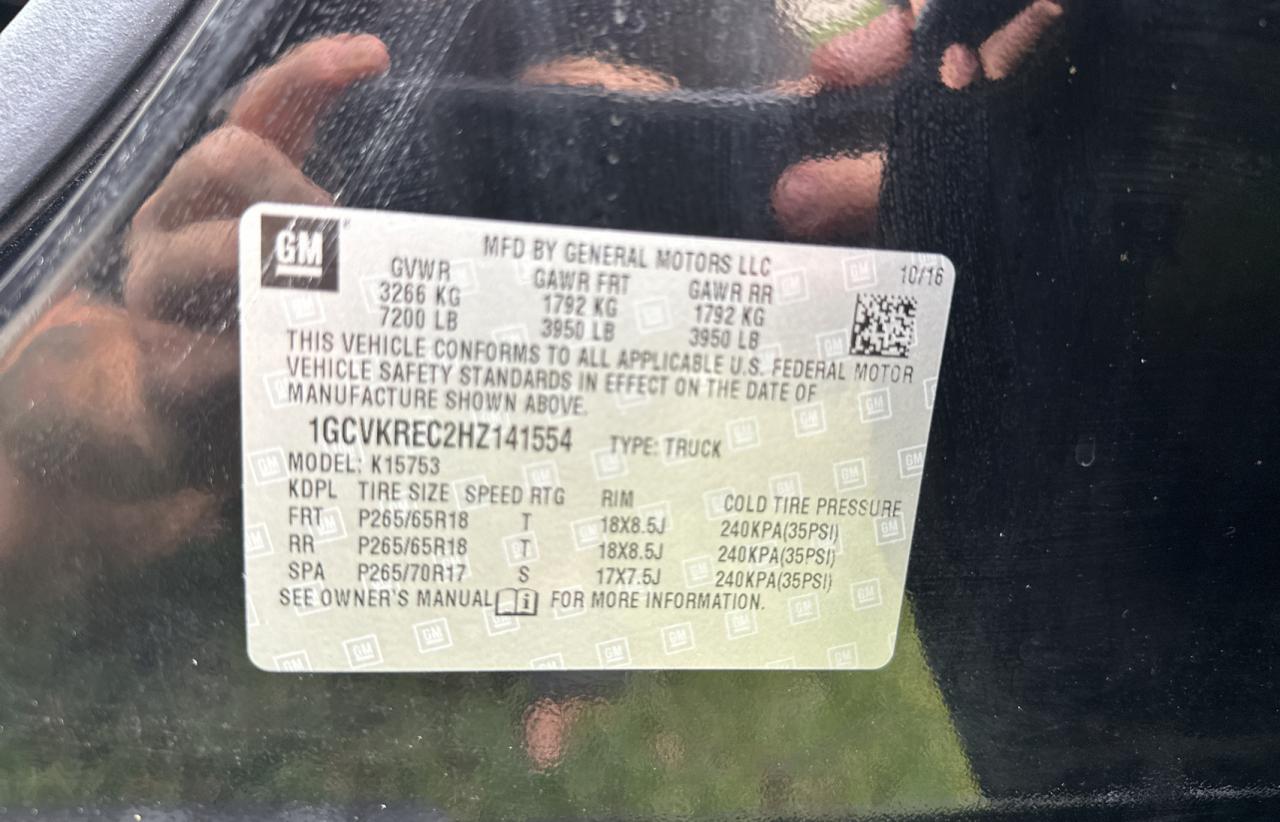 GM
MFD BY GENERAL MOTORS LLC
10/16
GVWR GAWR FRT GAWR RR
3266 KG 1792 KG 1792 KG
7200 LB 3950 LB 3950 LB
THIS VEHICLE CONFORMS TO ALL APPLICABLE U.S. FEDERAL MOTOR
VEHICLE SAFETY STANDARDS IN EFFECT ON THE DATE OF
MANUFACTURE SHOWN ABOVE.
1GCVKREC2HZ141554 TYPE: TRUCK
MODEL: K15753
KDPL TIRE SIZE SPEED RTG RIM COLD TIRE PRESSURE
FRT P265/65R18 T 18X8.5J 240KPA(35PSI)
RR P265/65R18 T 18X8.5J 240KPA(35PSI)
SPA P265/70R17 S 17X7.5J 240KPA(35PSI)
SEE OWNER'S MANUAL i FOR MORE INFORMATION.